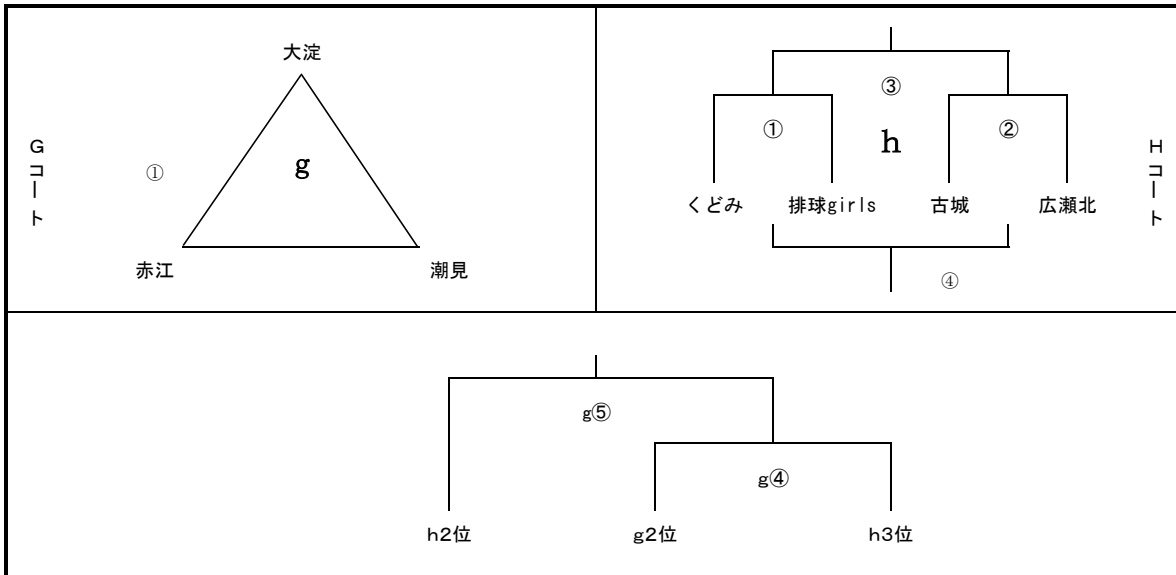 大淀
g
①
Gコート
赤江
潮見
③
①
②
h
Hコート
くどみ
排球girls
古城
広瀬北
④
g⑤
g④
h2位
g2位
h3位